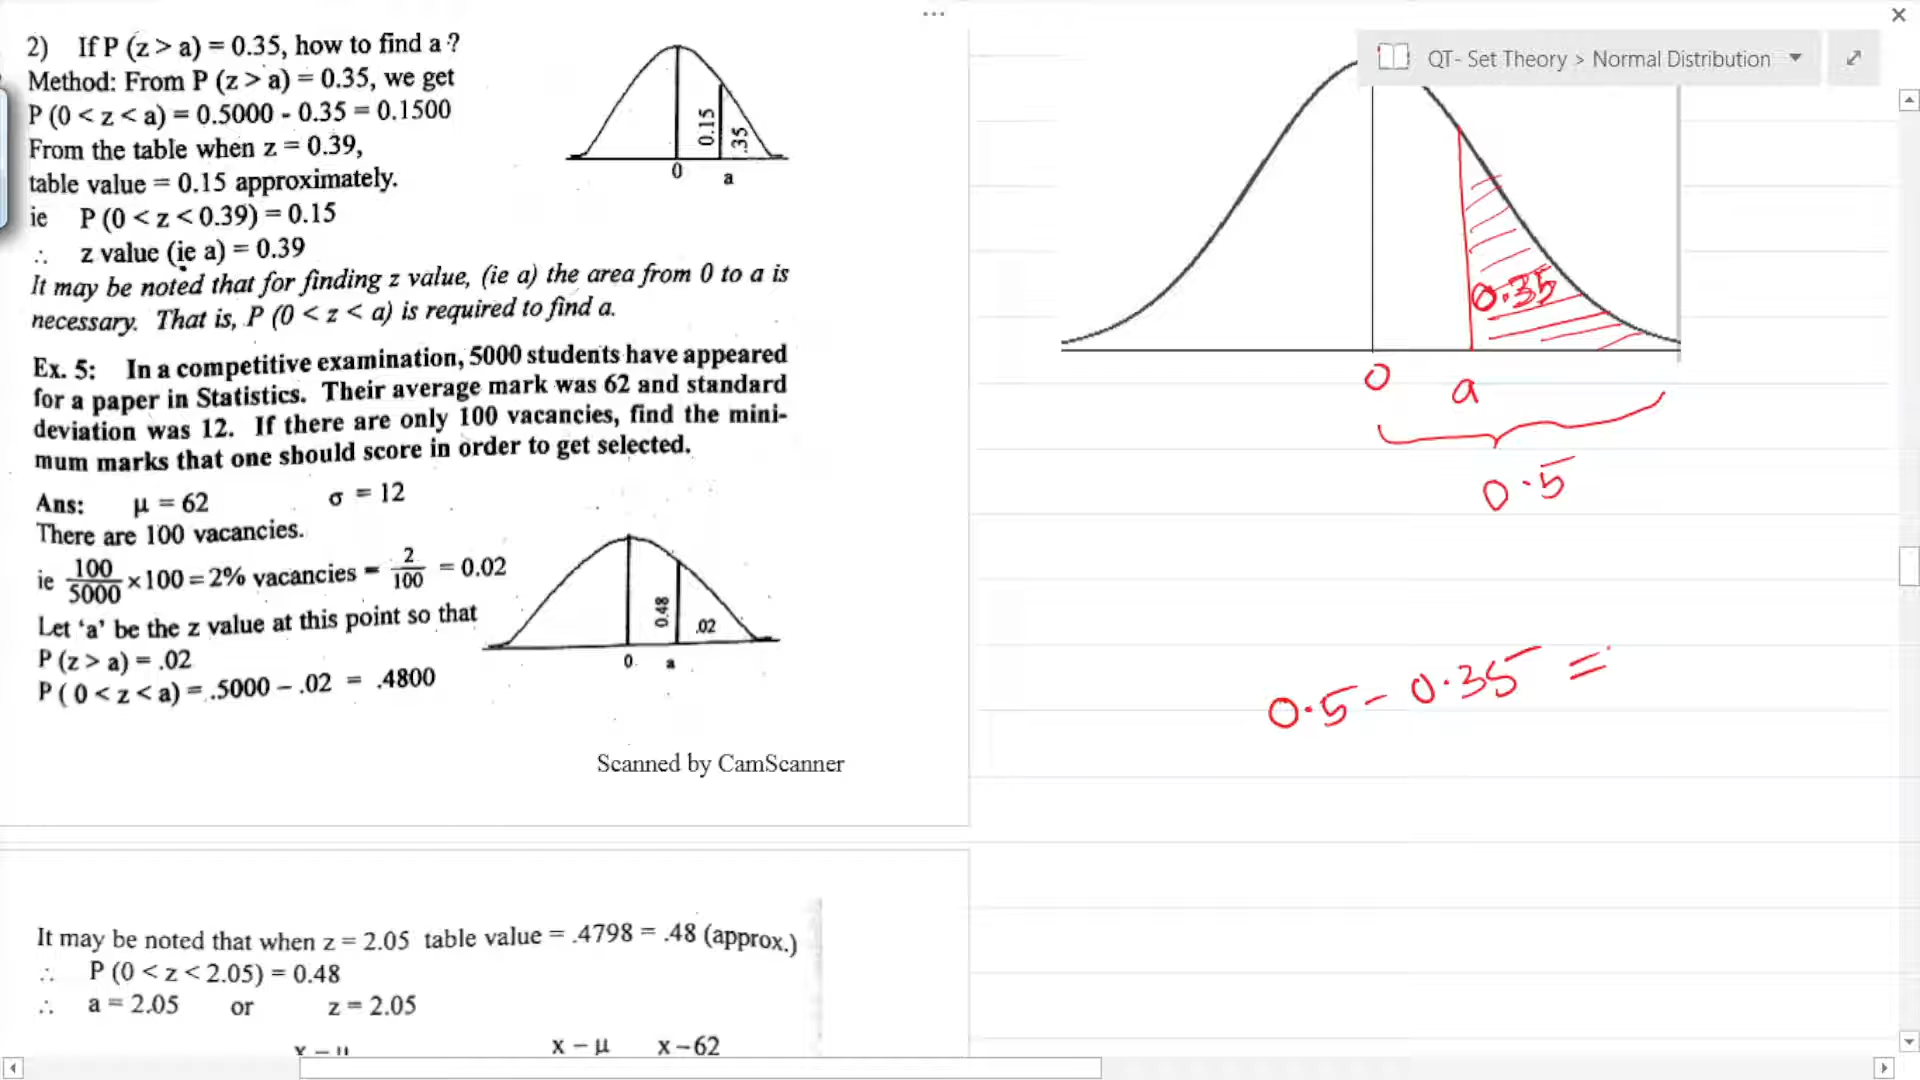 2) If P (z > a) = 0.35, how to find a ?
Method: From P (z > a) = 0.35, we get
P (0 < z < a) = 0.5000 - 0.35 = 0.1500
From the table when z = 0.39,
table value = 0.15 approximately.
ie P (0 < z < 0.39) = 0.15
∴ z value (ie a) = 0.39
0.15
.35
0
a
It may be noted that for finding z value, (ie a) the area from 0 to a is
necessary. That is, P (0 < z < a) is required to find a.
Ex. 5: In a competitive examination, 5000 students have appeared
for a paper in Statistics. Their average mark was 62 and standard
deviation was 12. If there are only 100 vacancies, find the mini-
mum marks that one should score in order to get selected.
Ans: μ = 62 σ = 12
There are 100 vacancies.
ie 100/5000 × 100 = 2% vacancies = 2/100 = 0.02
Let ‘a’ be the z value at this point so that
P (z > a) = .02
P ( 0 < z < a) = .5000 – .02 = .4800
0.48
.02
0
a
Scanned by CamScanner
It may be noted that when z = 2.05 table value = .4798 = .48 (approx.)
∴ P (0 < z < 2.05) = 0.48
∴ a = 2.05 or z = 2.05
x – μ x – μ x – 62
QT- Set Theory > Normal Distribution
0.35
0 a
0.5
0.5 - 0.35 =